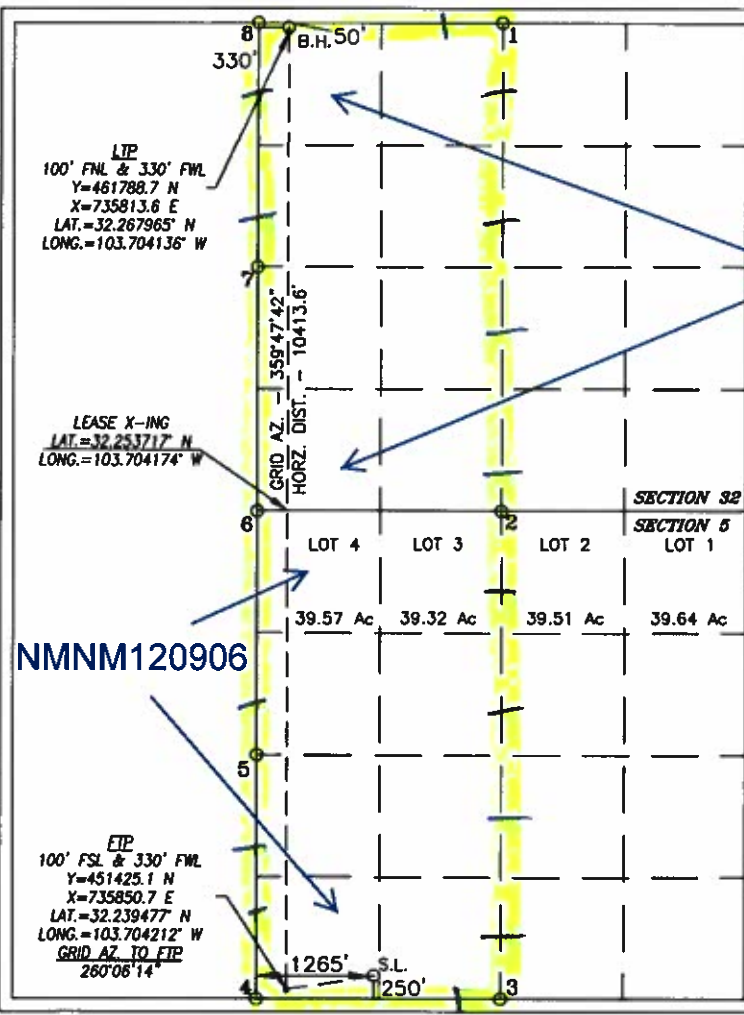 8
B.H.
50'
1
330'
LTP
100' FNL & 330' FWL
Y=461788.7 N
X=735813.6 E
LAT.=32.267965° N
LONG.=103.704136° W
7
GRID AZ. - 359°47'42"
HORZ. DIST. - 10413.6'
LEASE X-ING
LAT.=32.253717° N
LONG.=103.704174° W
SECTION 32
6
2
SECTION 5
LOT 4
LOT 3
LOT 2
LOT 1
39.57 Ac
39.32 Ac
39.51 Ac
39.64 Ac
NMNM120906
5
FTP
100' FSL & 330' FWL
Y=451425.1 N
X=735850.7 E
LAT.=32.239477° N
LONG.=103.704212° W
GRID AZ. TO FTP
260°06'14"
1265'
S.L.
250'
4
3